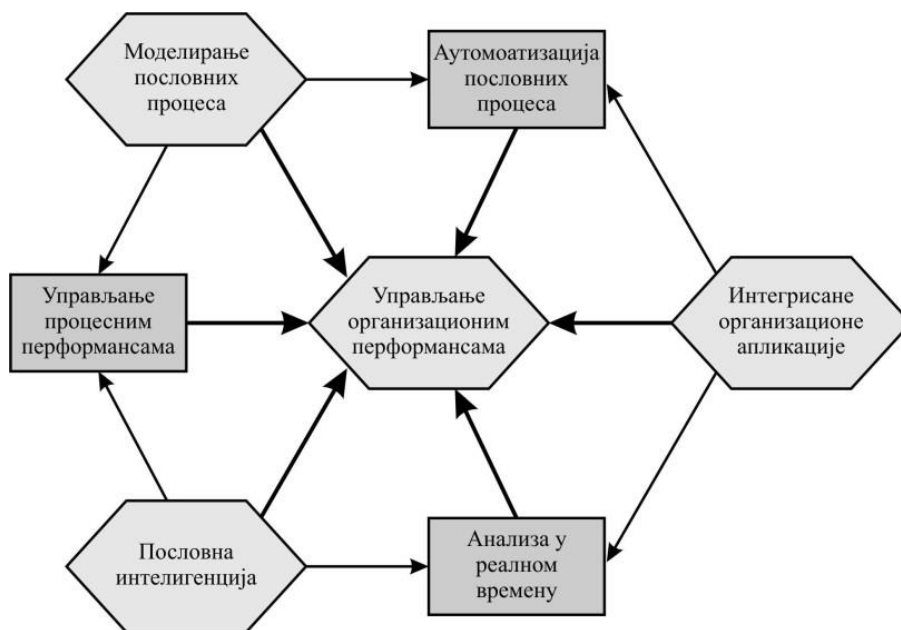 Моделирање
пословних
процеса
Аутомоатизација
пословних
процеса
Управљање
процесним
перформансама
Управљање
организационим
перформансама
Интегрисане
организационе
апликације
Пословна
интелигенција
Анализа у
реалном
времену